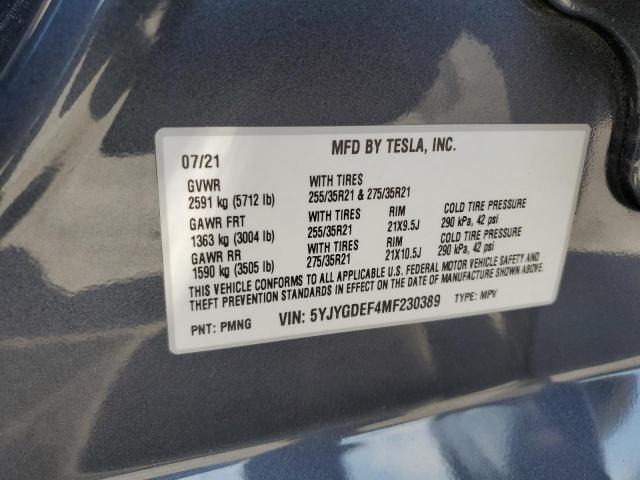 MFD BY TESLA, INC.
07/21
GVWR WITH TIRES
2591 kg (5712 lb) 255/35R21 & 275/35R21
GAWR FRT WITH TIRES RIM COLD TIRE PRESSURE
1363 kg (3004 lb) 255/35R21 21X9.5J 290 kPa, 42 psi
GAWR RR WITH TIRES RIM COLD TIRE PRESSURE
1590 kg (3505 lb) 275/35R21 21X10.5J 290 kPa, 42 psi
THIS VEHICLE CONFORMS TO ALL APPLICABLE U.S. FEDERAL MOTOR VEHICLE SAFETY AND
THEFT PREVENTION STANDARDS IN EFFECT ON THE DATE OF MANUFACTURE SHOWN ABOVE.
PNT: PMNG VIN: 5YJYGDEF4MF230389 TYPE: MPV